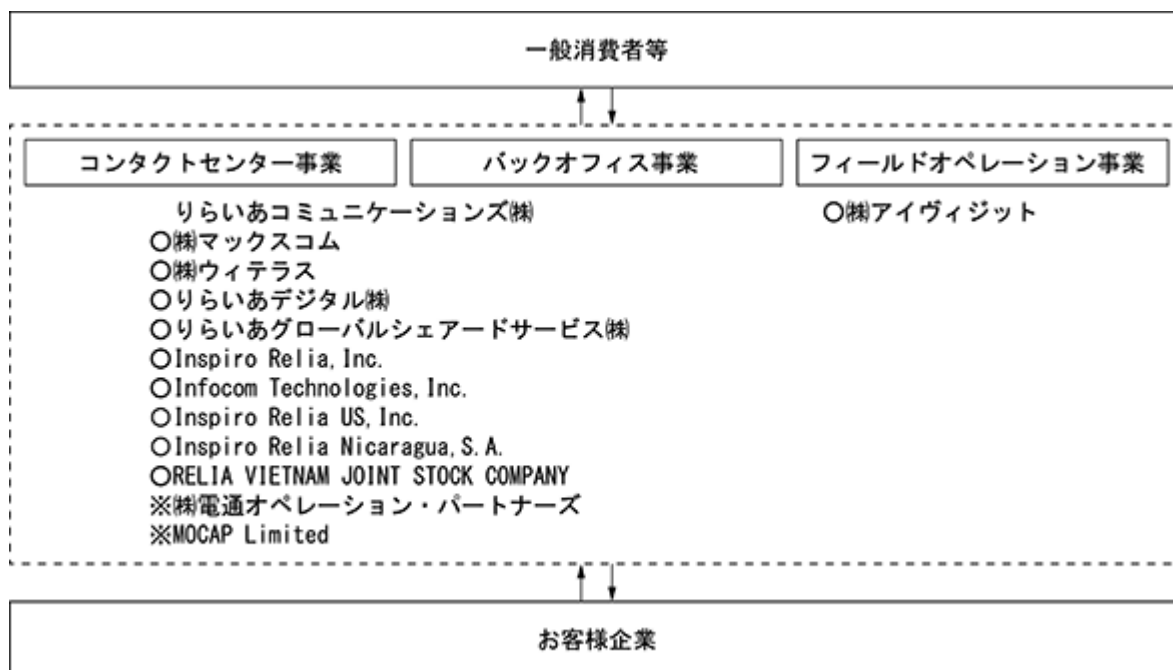 一般消費者等
コンタクトセンター事業
バックオフィス事業
フィールドオペレーション事業
りらいあコミュニケーションズ㈱
○㈱マックスコム
○㈱ウィテラス
○りらいあデジタル㈱
○りらいあグローバルシェアードサービス㈱
○Inspiro Relia,Inc.
○Infocom Technologies,Inc.
○Inspiro Relia US,Inc.
○Inspiro Relia Nicaragua,S.A.
○RELIA VIETNAM JOINT STOCK COMPANY
※㈱電通オペレーション・パートナーズ
※MOCAP Limited
○㈱アイヴィジット
お客様企業